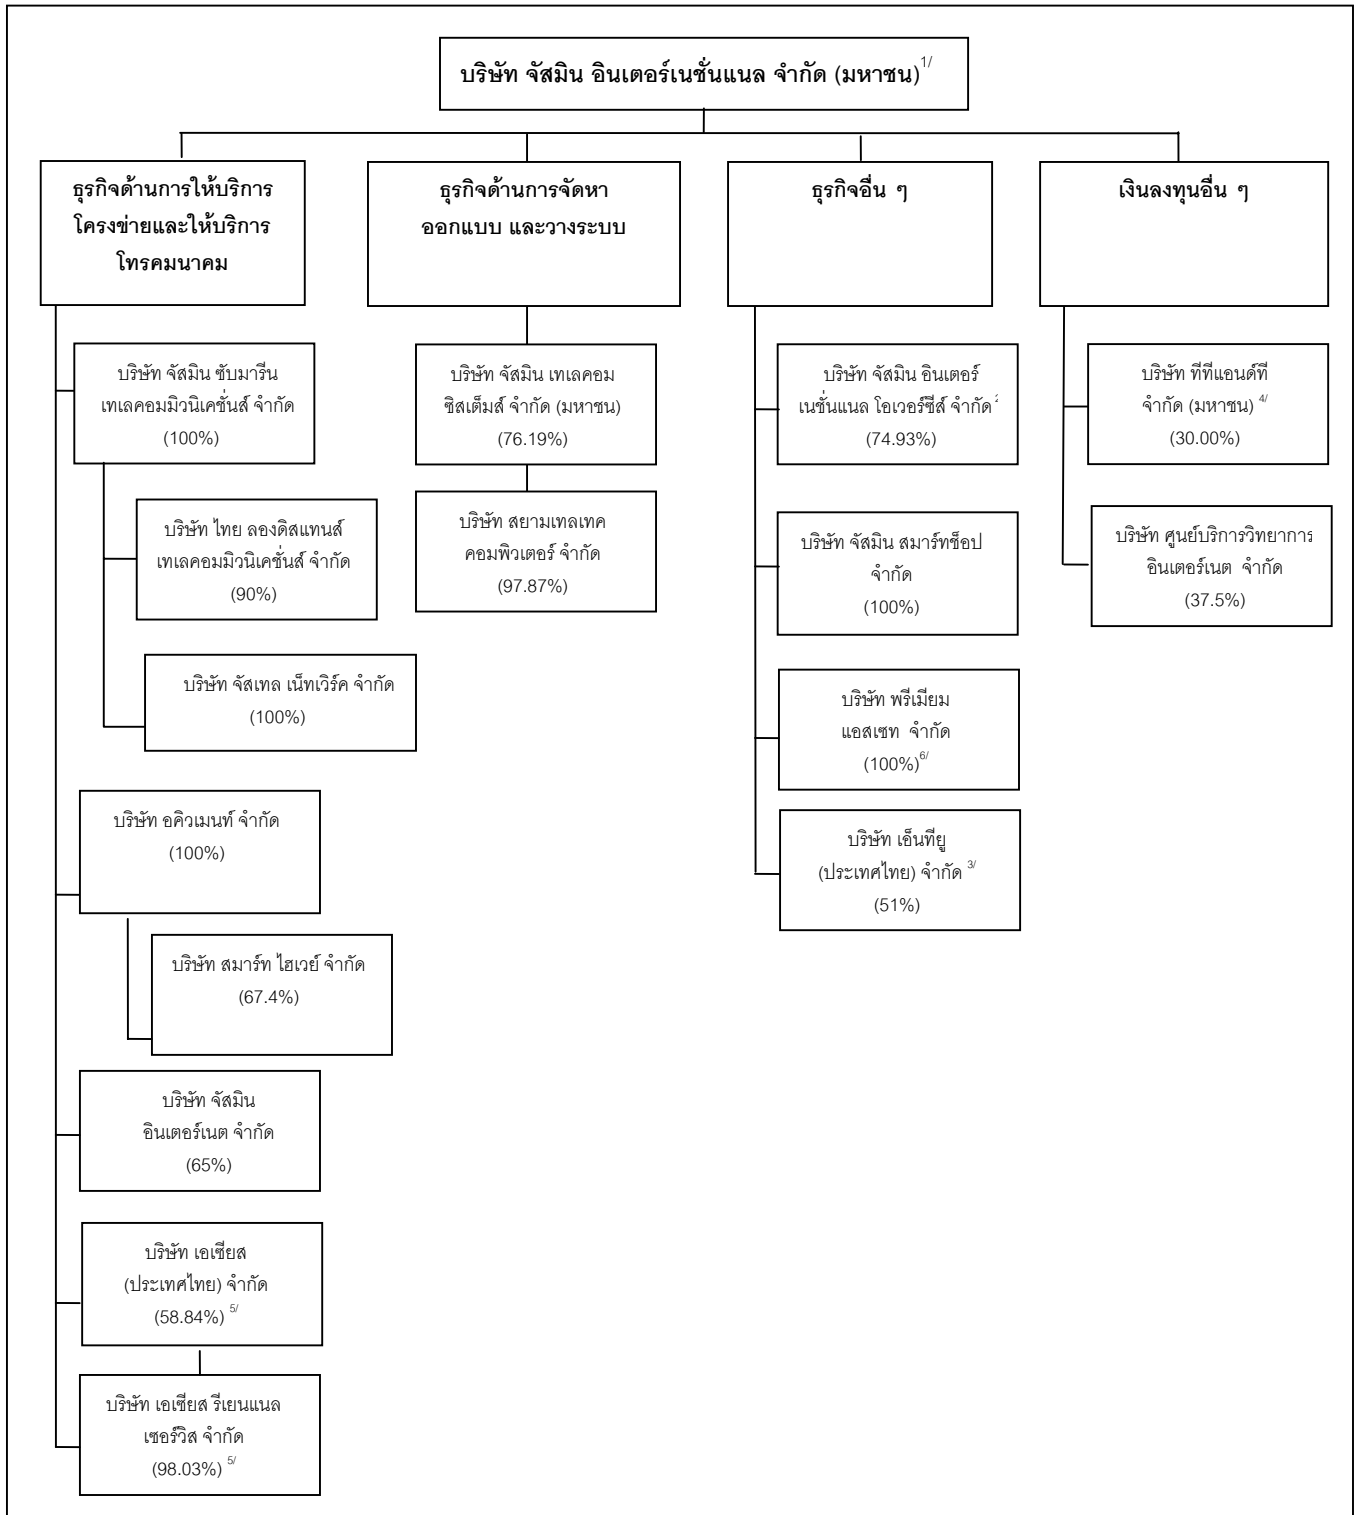 บริษัท จัสมิน อินเตอร์เนชั่นแนล จำกัด (มหาชน)1/
ธุรกิจด้านการให้บริการ
โครงข่ายและให้บริการ
โทรคมนาคม
บริษัท จัสมิน ซับมารีน
เทเลคอมมิวนิเคชั่นส์ จำกัด
(100%)
บริษัท ไทย ลองดิสแทนส์
เทเลคอมมิวนิเคชั่นส์ จำกัด
(90%)
บริษัท จัสเทล เน็ทเวิร์ค จำกัด
(100%)
บริษัท อคิวเมนท์ จำกัด
(100%)
บริษัท สมาร์ท ไฮเวย์ จำกัด
(67.4%)
บริษัท จัสมิน
อินเตอร์เนต จำกัด
(65%)
บริษัท เอเซียส
(ประเทศไทย) จำกัด
(58.84%) 5/
บริษัท เอเซียส รีเยนแนล
เซอร์วิส จำกัด
(98.03%) 5/
ธุรกิจด้านการจัดหา
ออกแบบ และวางระบบ
บริษัท จัสมิน เทเลคอม
ซิสเต็มส์ จำกัด (มหาชน)
(76.19%)
บริษัท สยามเทลเทค
คอมพิวเตอร์ จำกัด
(97.87%)
ธุรกิจอื่น ๆ
บริษัท จัสมิน อินเตอร์
เนชั่นแนล โอเวอร์ซีส์ จำกัด2
(74.93%)
บริษัท จัสมิน สมาร์ทช็อป
จำกัด
(100%)
บริษัท พรีเมียม
แอสเซท จำกัด
(100%)6/
บริษัท เอ็นทียู
(ประเทศไทย) จำกัด 3/
(51%)
เงินลงทุนอื่น ๆ
บริษัท ทีทีแอนด์ที
จำกัด (มหาชน) 4/
(30.00%)
บริษัท ศูนย์บริการวิทยาการ
อินเตอร์เนต จำกัด
(37.5%)